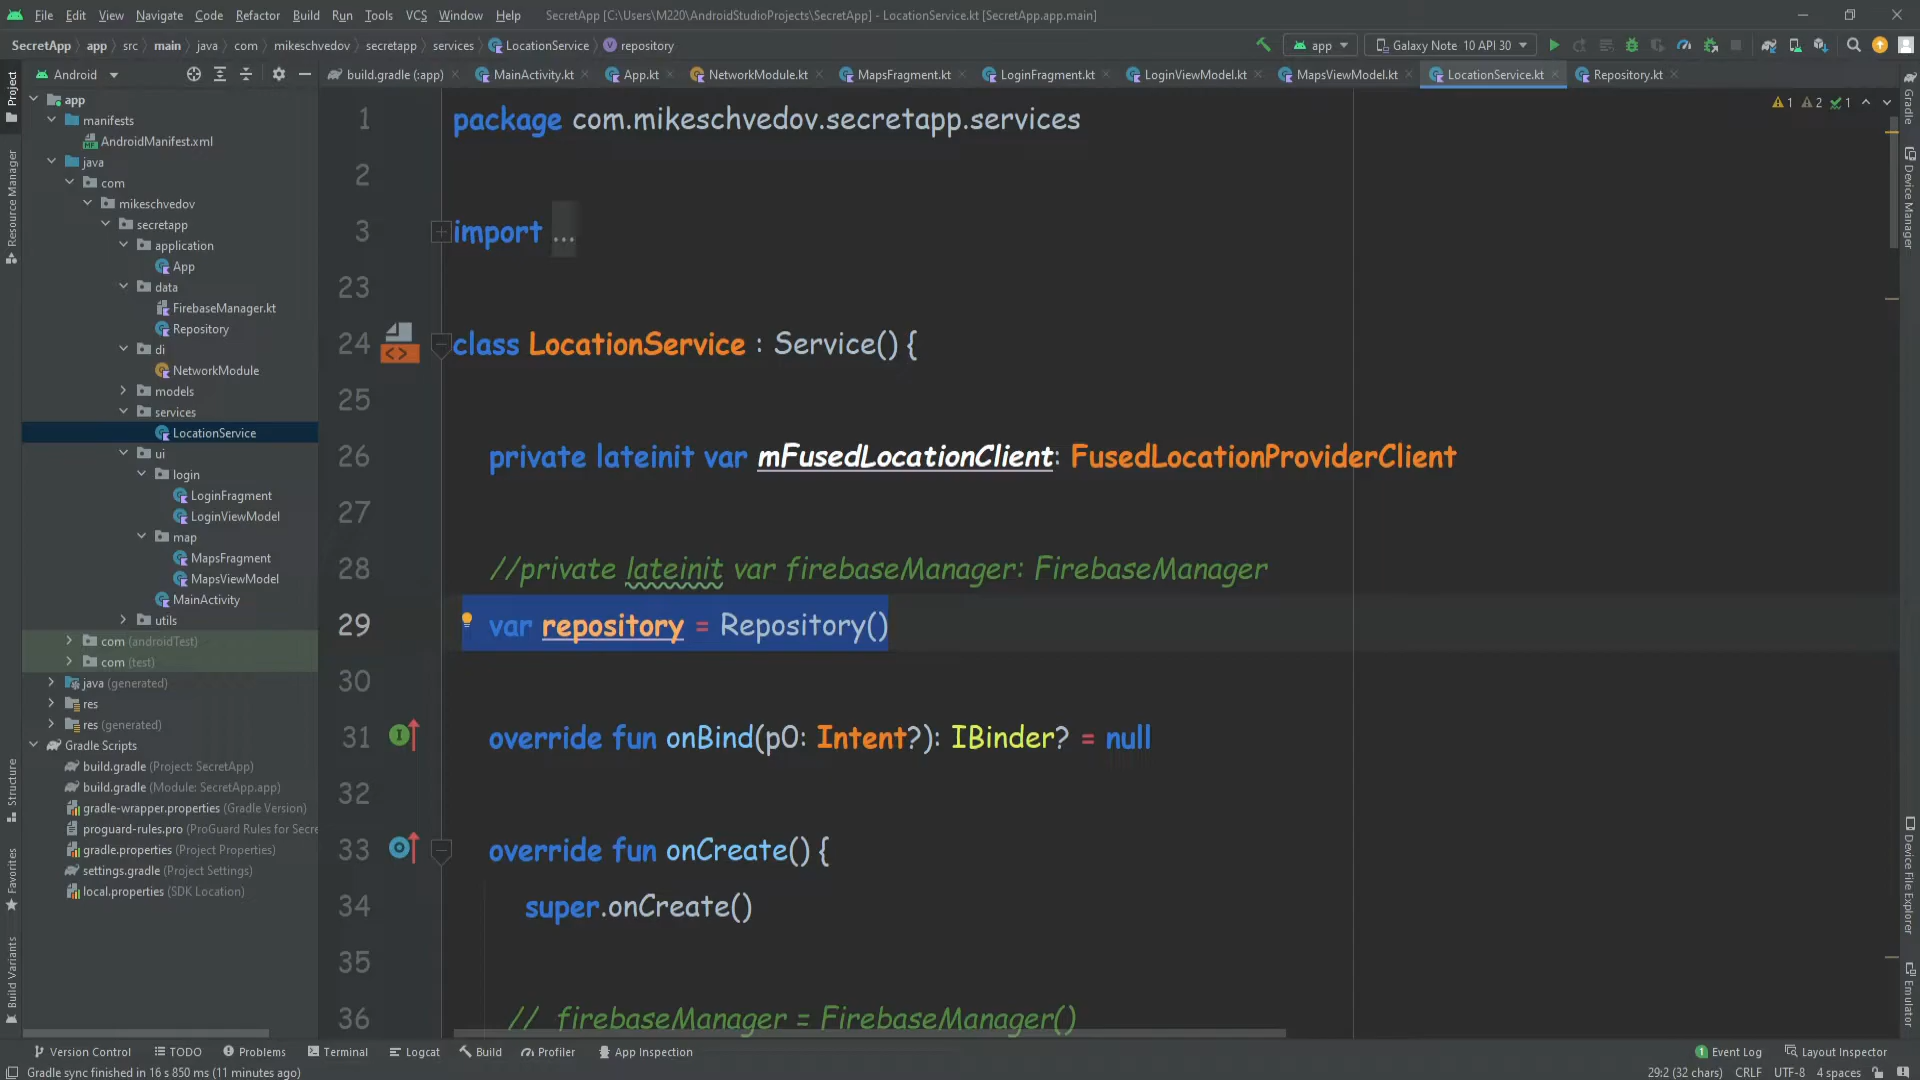 File Edit View Navigate Code Refactor Build Run Tools VCS Window Help SecretApp [C:\Users\M220\AndroidStudioProjects\SecretApp] - LocationService.kt [SecretApp.app.main]
SecretApp app src main java com mikeschvedov secretapp services LocationService repository app Galaxy Note 10 API 30
Android build.gradle (:app) MainActivity.kt App.kt NetworkModule.kt MapsFragment.kt LoginFragment.kt LoginViewModel.kt MapsViewModel.kt LocationService.kt Repository.kt
Project
Resource Manager
Structure
Favorites
Build Variants
app
manifests
AndroidManifest.xml
java
com
mikeschvedov
secretapp
application
App
data
FirebaseManager.kt
Repository
di
NetworkModule
models
services
LocationService
ui
login
LoginFragment
LoginViewModel
map
MapsFragment
MapsViewModel
MainActivity
utils
com (androidTest)
com (test)
java (generated)
res
res (generated)
Gradle Scripts
build.gradle (Project: SecretApp)
build.gradle (Module: SecretApp.app)
gradle-wrapper.properties (Gradle Version)
proguard-rules.pro (ProGuard Rules for Secre
gradle.properties (Project Properties)
settings.gradle (Project Settings)
local.properties (SDK Location)
1 package com.mikeschvedov.secretapp.services
2
3 import ...
23
24 class LocationService : Service() {
25
26 private lateinit var mFusedLocationClient: FusedLocationProviderClient
27
28 //private lateinit var firebaseManager: FirebaseManager
29 var repository = Repository()
30
31 override fun onBind(p0: Intent?): IBinder? = null
32
33 override fun onCreate() {
34 super.onCreate()
35
36 // firebaseManager = FirebaseManager()
1 2 1
Gradle
Device Manager
Device File Explorer
Emulator
Version Control TODO Problems Terminal Logcat Build Profiler App Inspection 1 Event Log Layout Inspector
Gradle sync finished in 16 s 850 ms (11 minutes ago) 29:2 (32 chars) CRLF UTF-8 4 spaces